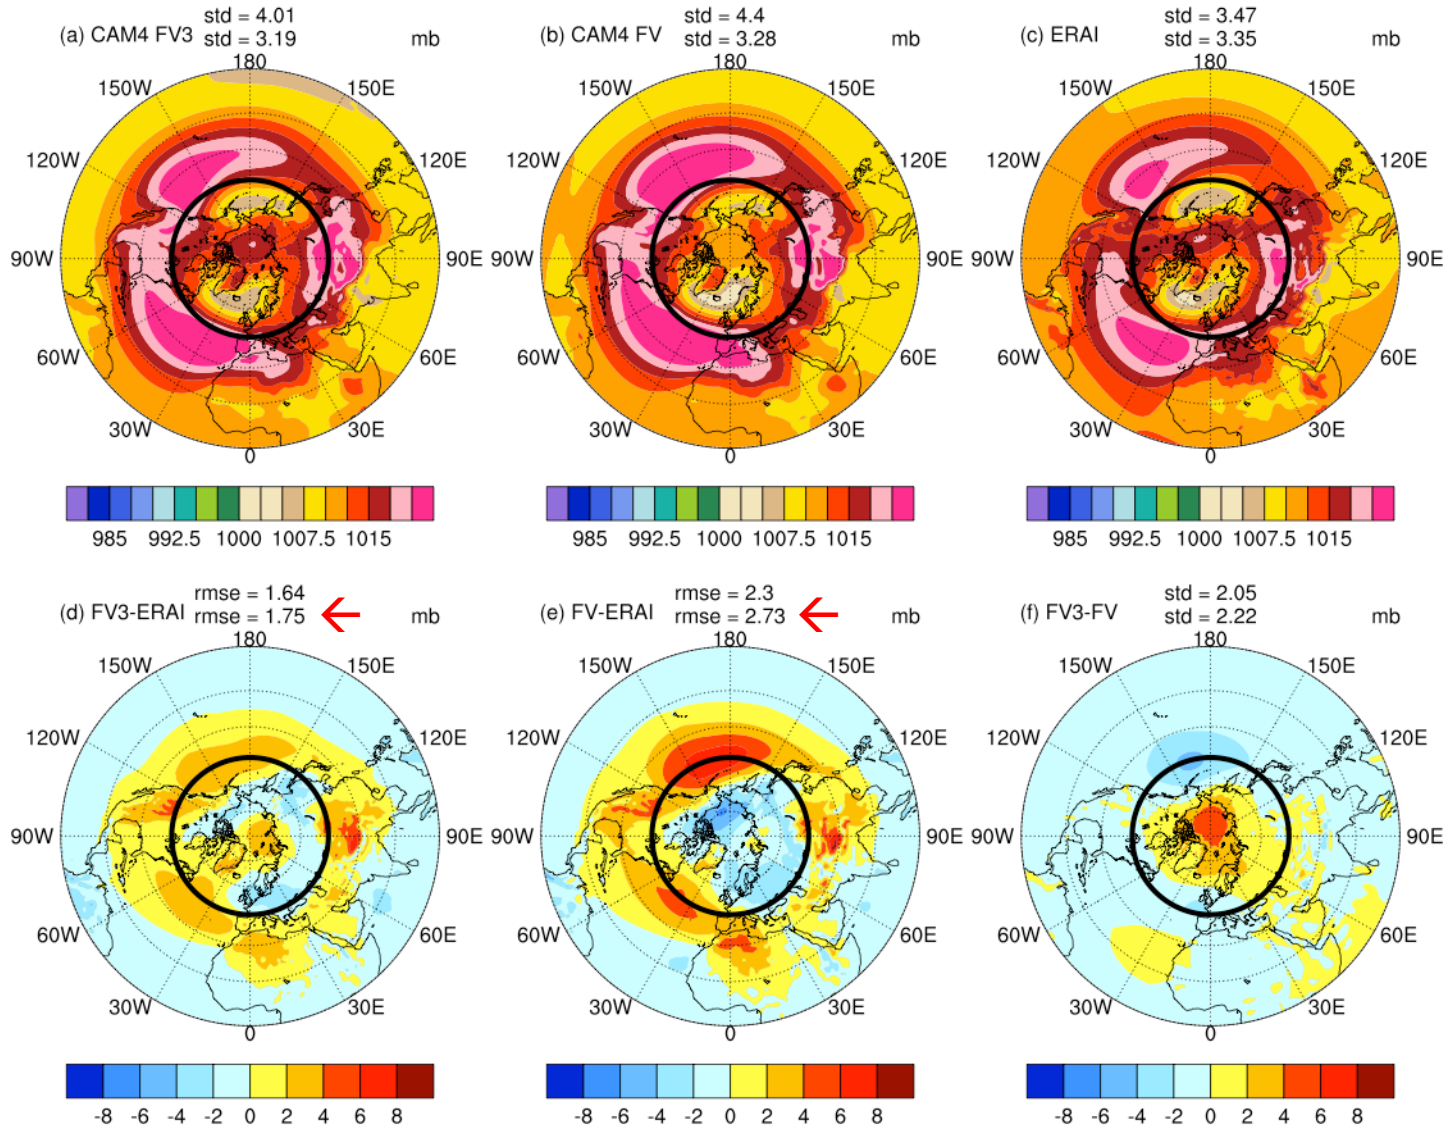 std = 4.01
(a) CAM4 FV3 std = 3.19 mb
180
150W 150E
120W 120E
90W 90E
60W 60E
30W 30E
0
985 992.5 1000 1007.5 1015
std = 4.4
(b) CAM4 FV std = 3.28 mb
180
150W 150E
120W 120E
90W 90E
60W 60E
30W 30E
0
985 992.5 1000 1007.5 1015
std = 3.47
(c) ERAI std = 3.35 mb
180
150W 150E
120W 120E
90W 90E
60W 60E
30W 30E
0
985 992.5 1000 1007.5 1015
rmse = 1.64
(d) FV3-ERAI rmse = 1.75 mb
180
150W 150E
120W 120E
90W 90E
60W 60E
30W 30E
0
-8 -6 -4 -2 0 2 4 6 8
rmse = 2.3
(e) FV-ERAI rmse = 2.73 mb
180
150W 150E
120W 120E
90W 90E
60W 60E
30W 30E
0
-8 -6 -4 -2 0 2 4 6 8
std = 2.05
(f) FV3-FV std = 2.22 mb
180
150W 150E
120W 120E
90W 90E
60W 60E
30W 30E
0
-8 -6 -4 -2 0 2 4 6 8